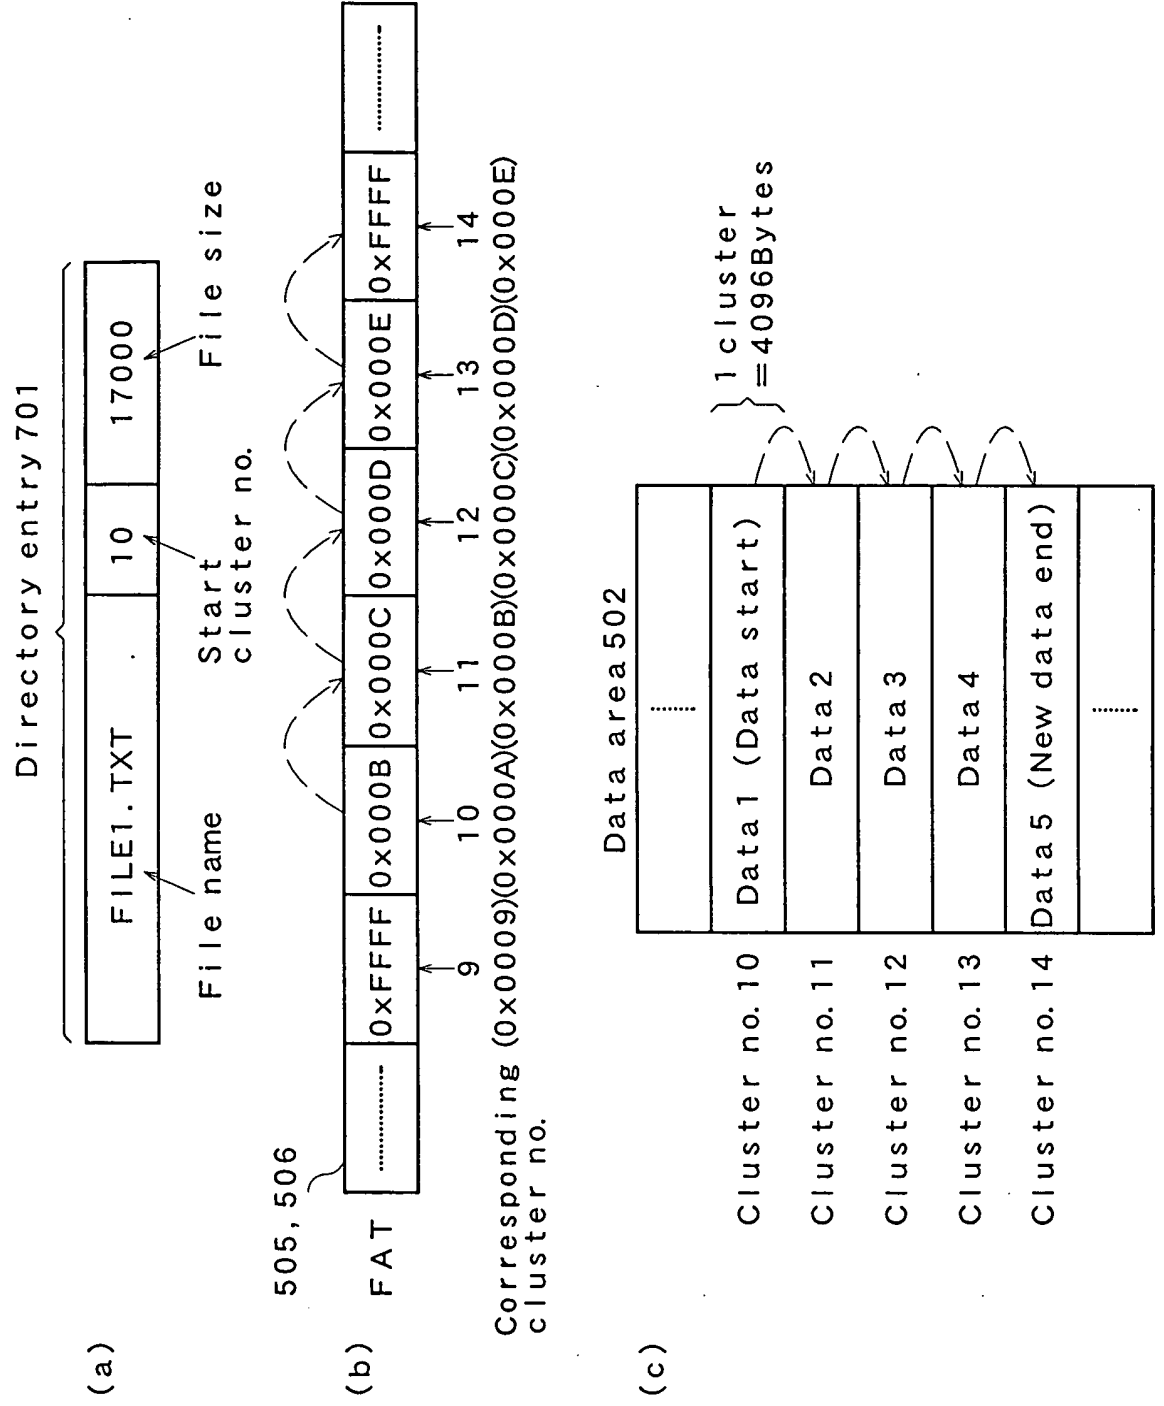 (a)
Directory entry 701
FILE1.TXT 10 17000
File name
Start
cluster no.
File size
(b)
505, 506
FAT
0xFFFF 0x000B 0x000C 0x000D 0x000E 0xFFFF
9 10 11 12 13 14
Corresponding (0x0009)(0x000A)(0x000B)(0x000C)(0x000D)(0x000E)
cluster no.
(c)
Data area 502
1 cluster
=4096Bytes
Cluster no. 10 Data 1 (Data start)
Cluster no. 11 Data 2
Cluster no. 12 Data 3
Cluster no. 13 Data 4
Cluster no. 14 Data 5 (New data end)